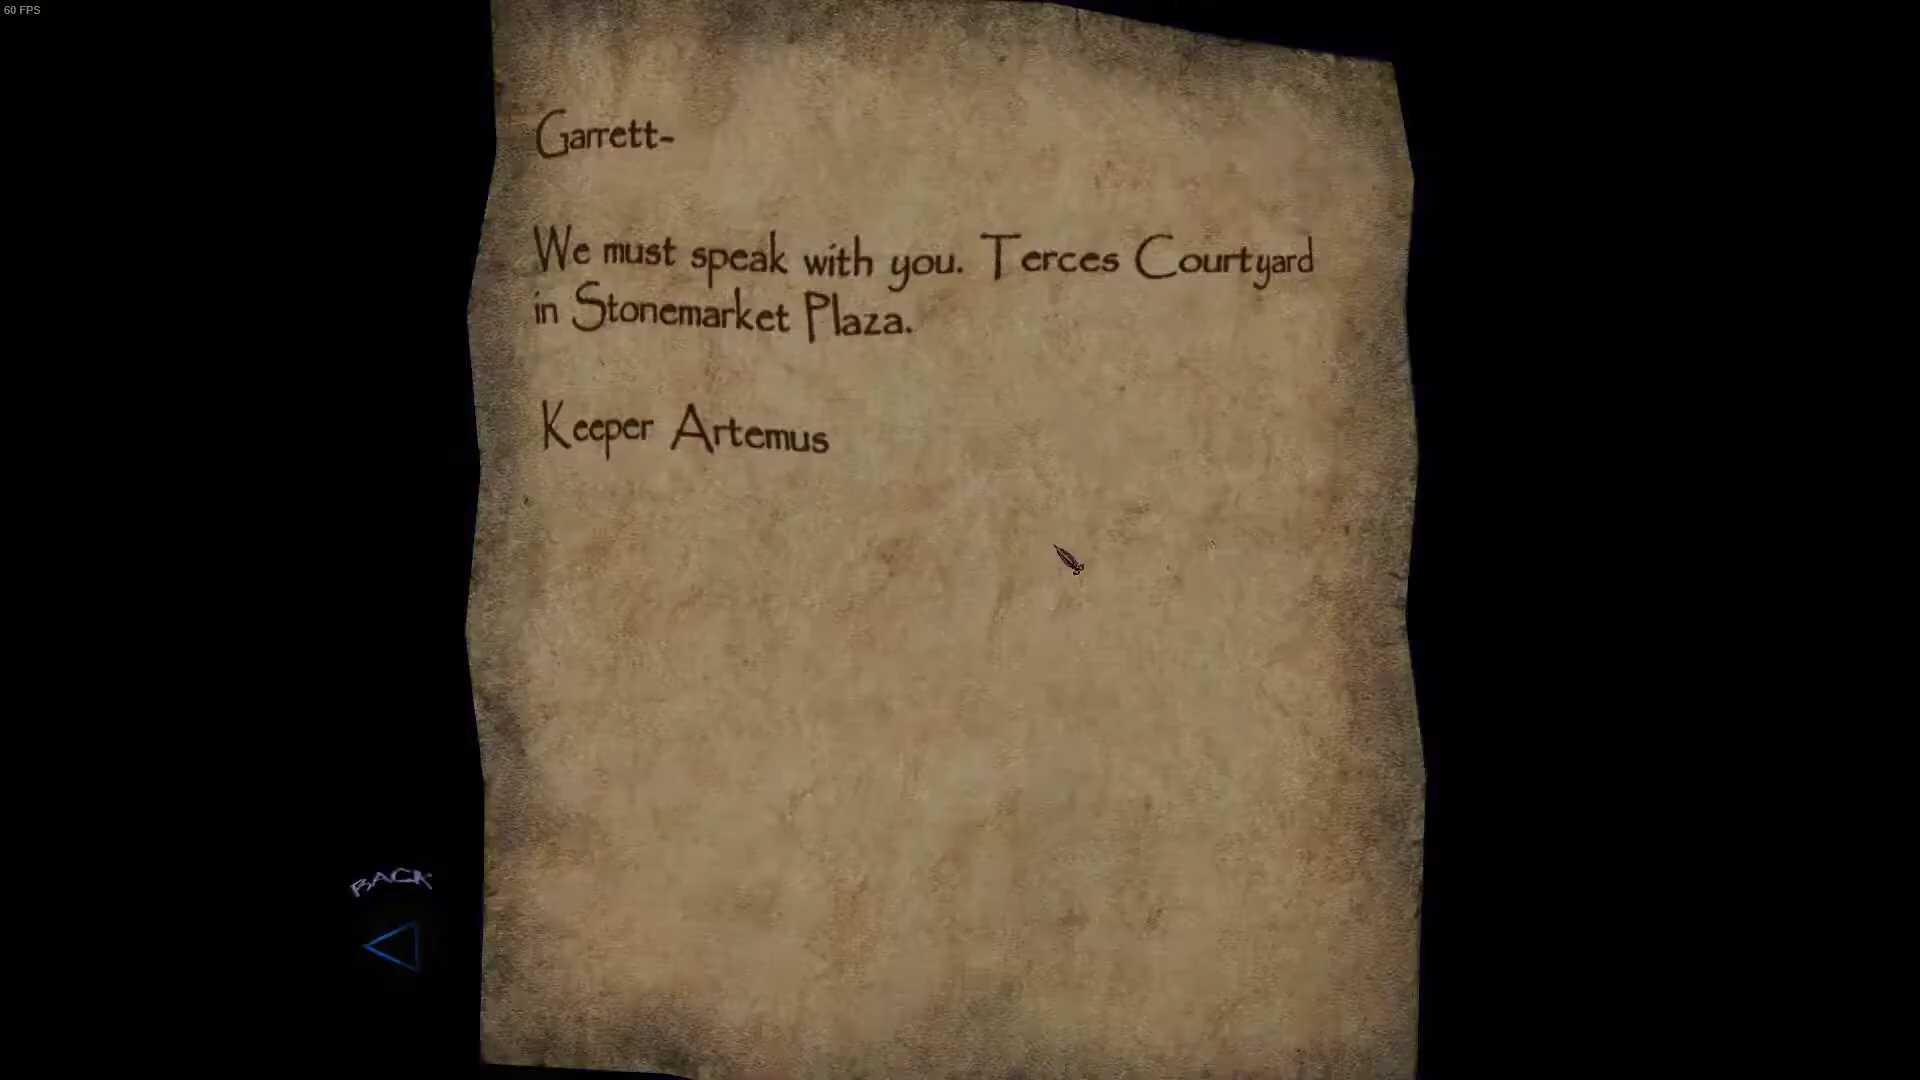 60 FPS
Garrett-
We must speak with you. Terces Courtyard
in Stonemarket Plaza.
Keeper Artemus
BACK